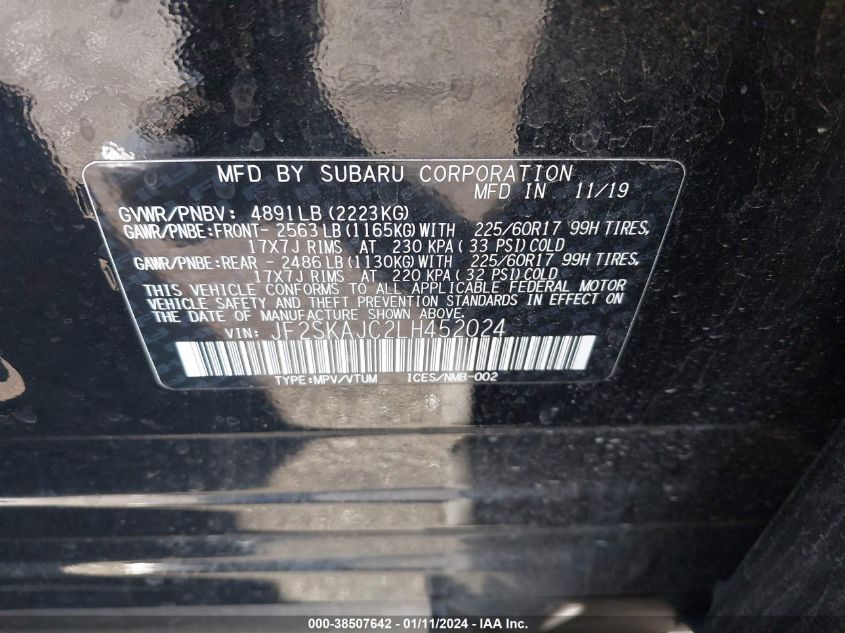 MFD BY SUBARU CORPORATION
MFD IN 11/19
GVWR/PNBV: 4891LB (2223KG)
GAWR/PNBE:FRONT- 2563LB (1165KG) WITH 225/60R17 99H TIRES,
17X7J RIMS AT 230 KPA( 33 PSI)COLD
GAWR/PNBE:REAR - 2486LB (1130KG) WITH 225/60R17 99H TIRES,
17X7J RIMS AT 220 KPA( 32 PSI)COLD
THIS VEHICLE CONFORMS TO ALL APPLICABLE FEDERAL MOTOR
VEHICLE SAFETY AND THEFT PREVENTION STANDARDS IN EFFECT ON
THE DATE OF MANUFACTURE SHOWN ABOVE.
VIN: JF2SKAJC2LH452024
TYPE:MPV/VTUM ICES/NMB-002
000-38507642 - 01/11/2024 - IAA Inc.